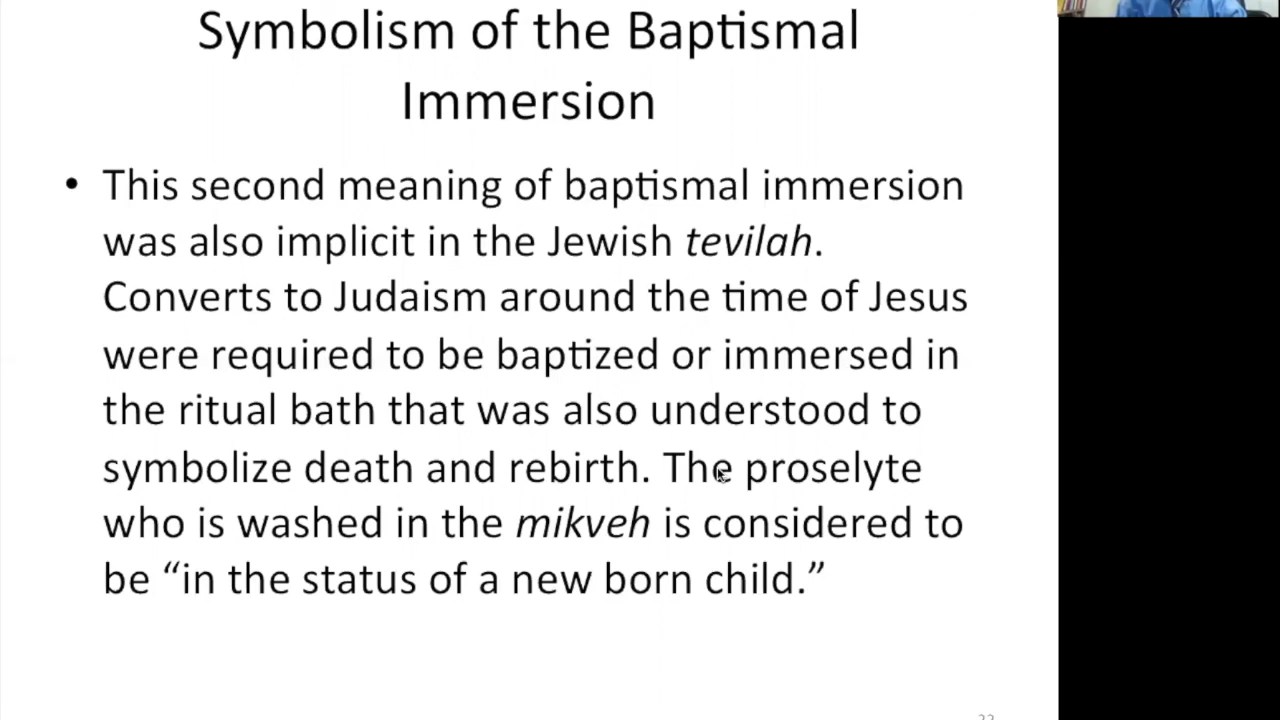 Symbolism of the Baptismal
Immersion
• This second meaning of baptismal immersion
was also implicit in the Jewish tevilah.
Converts to Judaism around the time of Jesus
were required to be baptized or immersed in
the ritual bath that was also understood to
symbolize death and rebirth. The proselyte
who is washed in the mikveh is considered to
be “in the status of a new born child.”